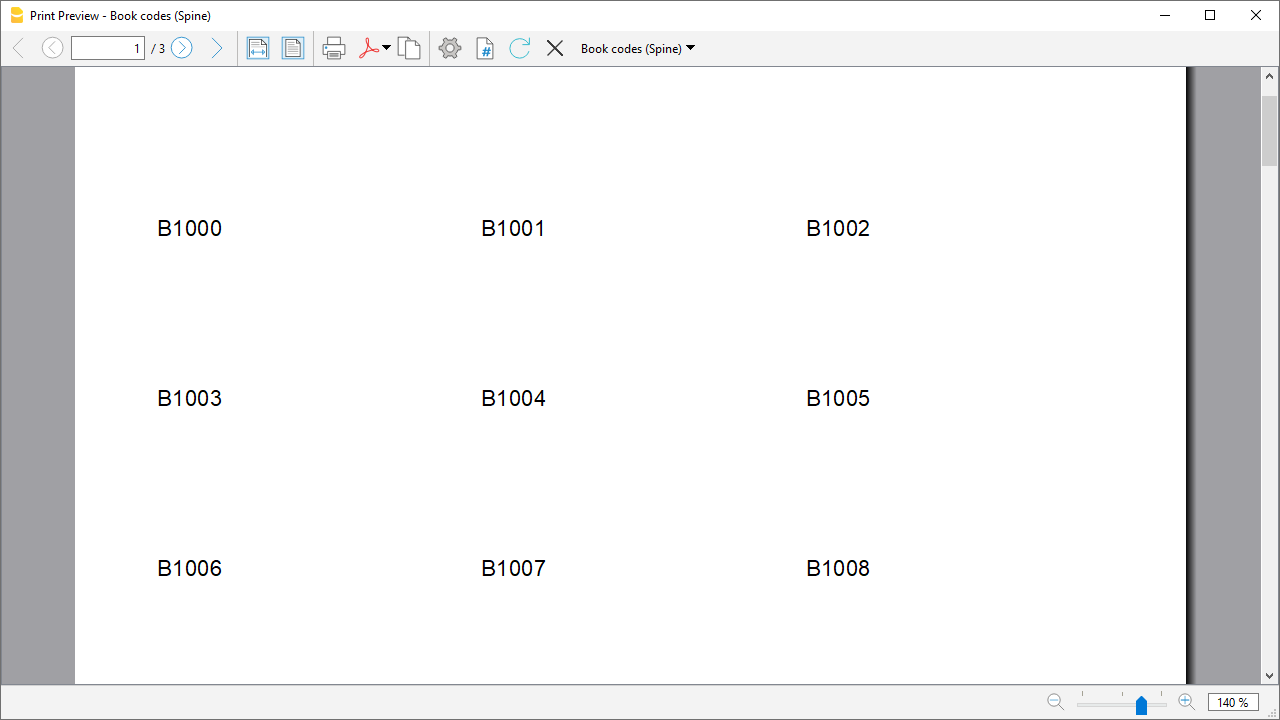 Print Preview - Book codes (Spine)
1 / 3 # Book codes (Spine)
B1000 B1001 B1002
B1003 B1004 B1005
B1006 B1007 B1008
140 %